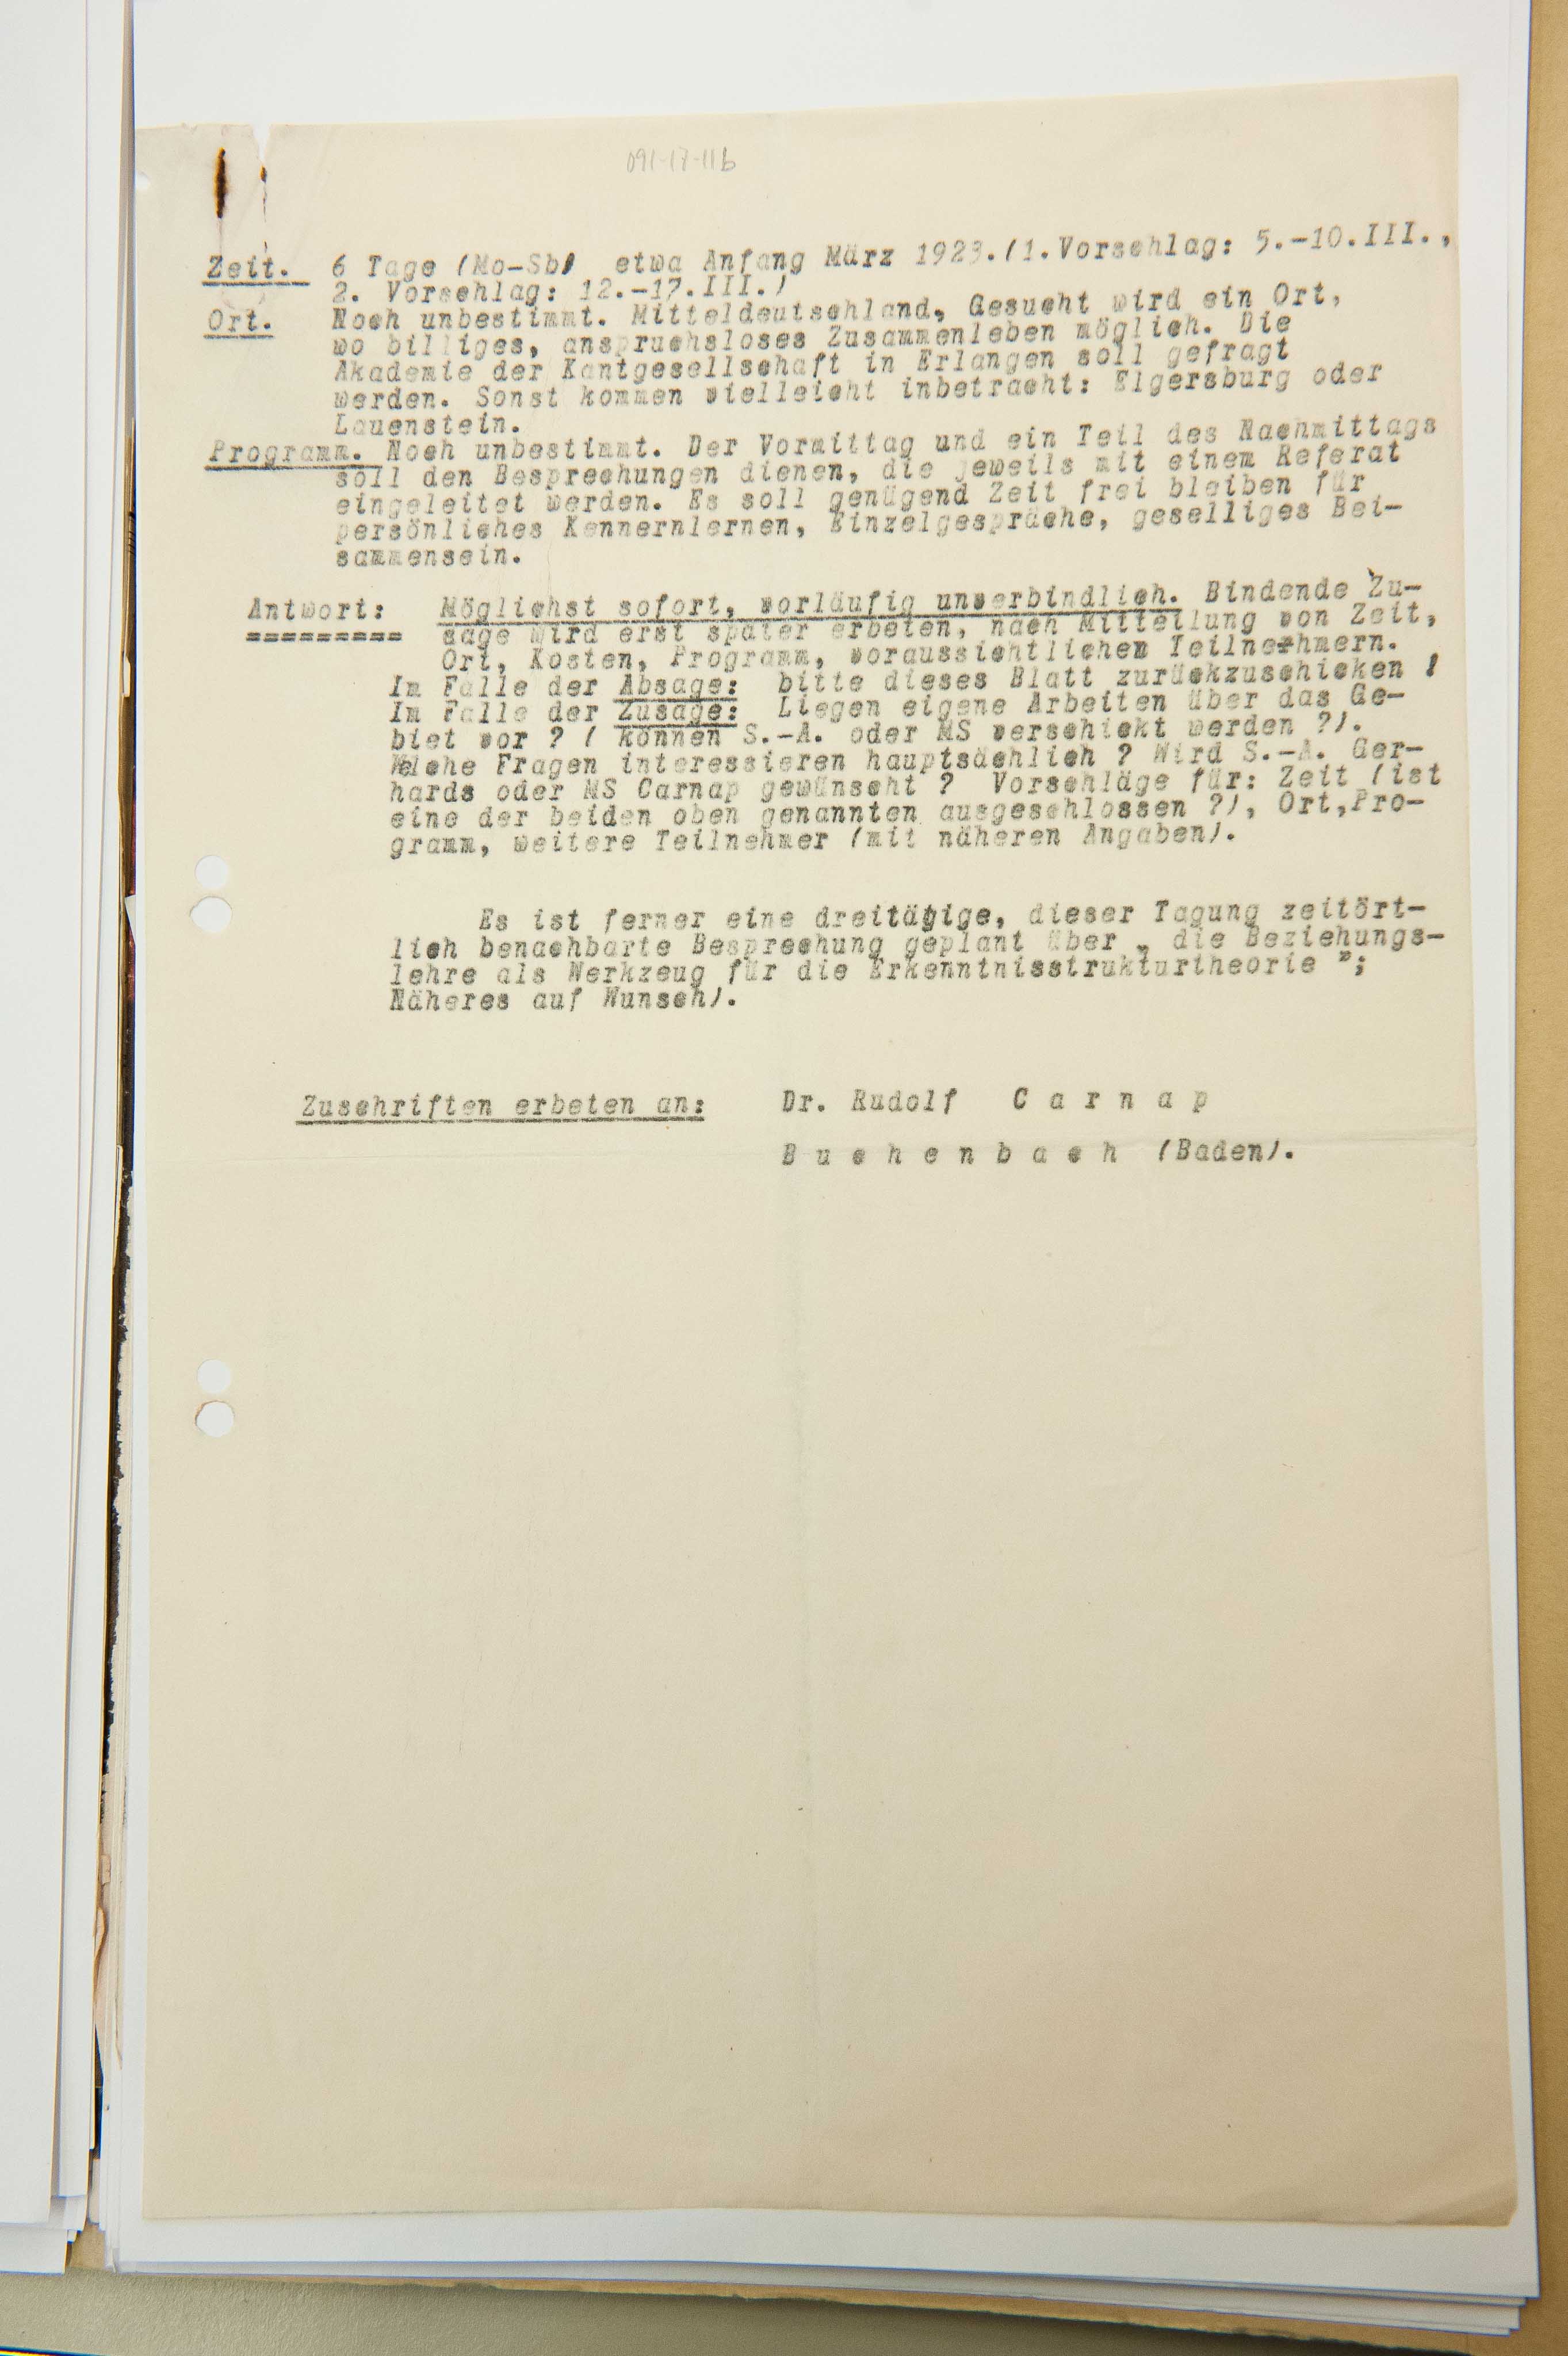 091-17-11b
Zeit. 6 Tage (Mo-Sb) etwa Anfang März 1923.(1.Vorschlag: 5.-10.III.,
2. Vorschlag: 12.-17.III.)
Ort. Noch unbestimmt. Mitteldeutschland, Gesucht wird ein Ort,
wo billiges, anspruchsloses Zusammenleben möglich. Die
Akademie der Kantgesellschaft in Erlangen soll gefragt
werden. Sonst kommen vielleicht inbetracht: Elgersburg oder
Lauenstein.
Programm. Noch unbestimmt. Der Vormittag und ein Teil des Nachmittags
soll den Besprechungen dienen, die jeweils mit einem Referat
eingeleitet werden. Es soll genügend Zeit frei bleiben für
persönliches Kennernlernen, Einzelgespräche, geselliges Bei-
sammensein.
Antwort: Möglichst sofort, vorläufig unverbindlich. Bindende Zu-
========= sage wird erst später erbeten, nach Mitteilung von Zeit,
Ort, Kosten, Programm, voraussichtlichen Teilnehmern.
Im Falle der Absage: bitte dieses Blatt zurückzuschicken !
Im Falle der Zusage: Liegen eigene Arbeiten über das Ge-
biet vor ? ( können S.-A. oder MS verschickt werden ?).
Welche Fragen interessieren hauptsächlich ? Wird S.-A. Ger-
hards oder MS Carnap gewünscht ? Vorschläge für: Zeit (ist
eine der beiden oben genannten ausgeschlossen ?), Ort,Pro-
gramm, weitere Teilnehmer (mit näheren Angaben).
Es ist ferner eine dreitägige, dieser Tagung zeitört-
lich benachbarte Besprechung geplant über „ die Beziehungs-
lehre als Werkzeug für die Erkenntnisstrukturtheorie ";
Näheres auf Wunsch).
Zuschriften erbeten an: Dr. Rudolf C a r n a p
B u c h e n b a c h (Baden).